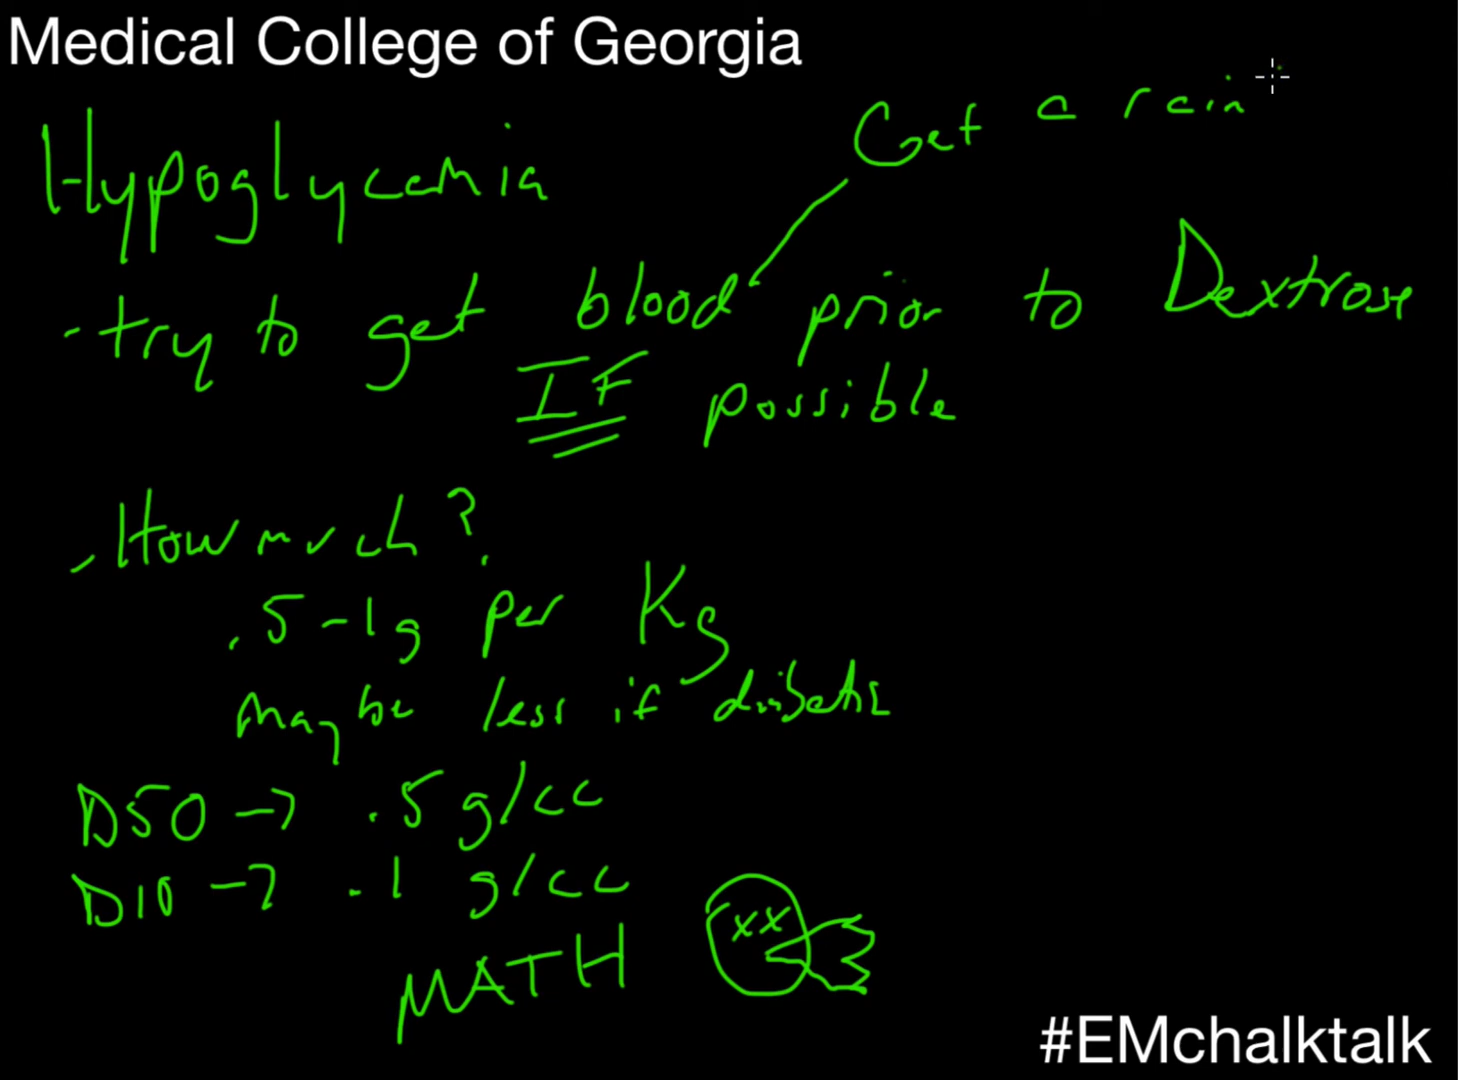 Medical College of Georgia
Get a rain
Hypoglycemia
- try to get blood prior to Dextrose
IF possible
- How much?
.5-1g per Kg
maybe less if diabetic
D50 → .5 g/cc
D10 → .1 g/cc
MATH
xx
#EMchalktalk